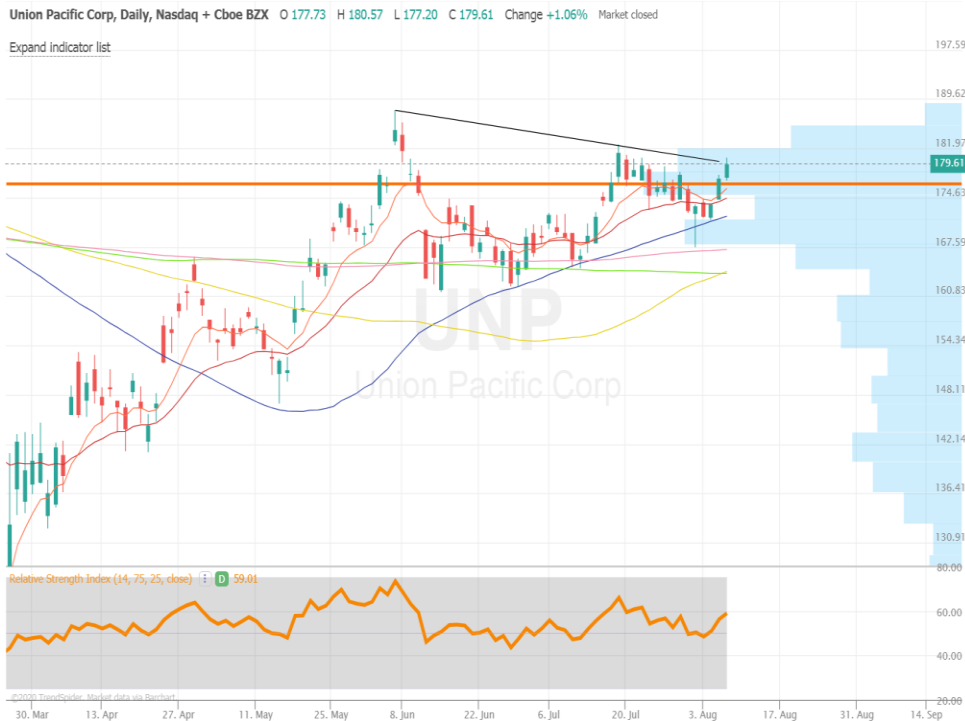 Union Pacific Corp, Daily, Nasdaq + Cboe BZX O 177.73 H 180.57 L 177.20 C 179.61 Change +1.06% Market closed
Expand indicator list
197.59
189.62
181.97
179.61
174.63
167.59
160.83
154.34
148.11
142.14
136.41
130.91
UNP
Union Pacific Corp
80.00
Relative Strength Index (14, 75, 25, close) D 59.01
60.00
40.00
20.00
©2020 TrendSpider. Market data via Barchart.
30. Mar 13. Apr 27. Apr 11. May 25. May 8. Jun 22. Jun 6. Jul 20. Jul 3. Aug 17. Aug 31. Aug 14. Sep